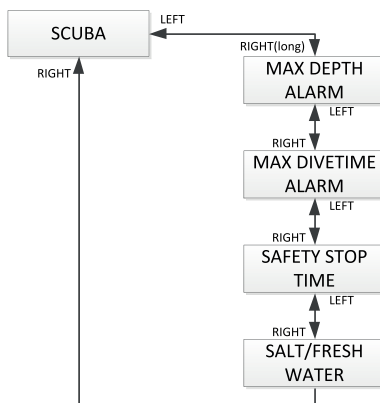 SCUBA
LEFT
RIGHT
RIGHT(long)
MAX DEPTH
ALARM
LEFT
RIGHT
MAX DIVETIME
ALARM
LEFT
RIGHT
SAFETY STOP
TIME
LEFT
RIGHT
SALT/FRESH
WATER